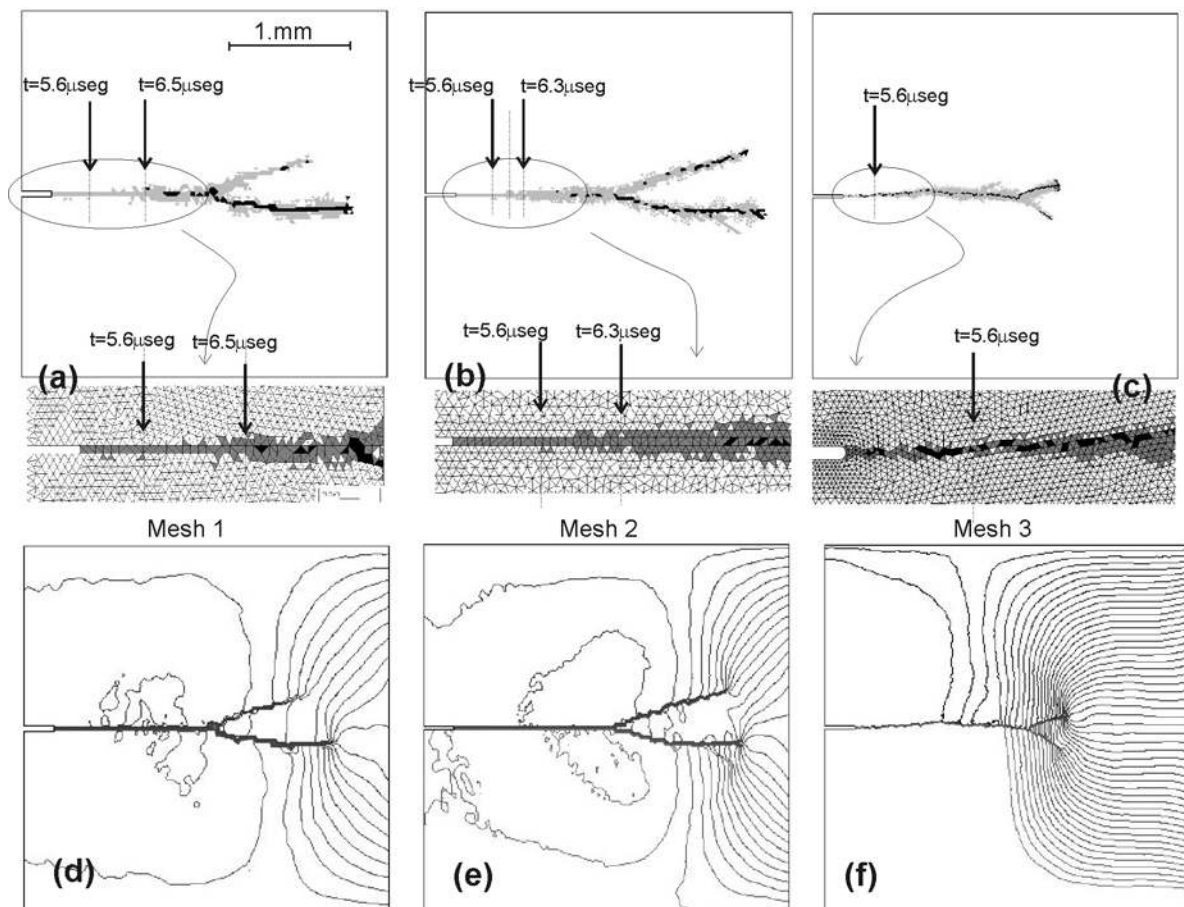 1.mm
t=5.6μseg
t=6.5μseg
t=5.6μseg
t=6.3μseg
t=5.6μseg
t=5.6μseg
t=6.5μseg
t=5.6μseg
t=6.3μseg
t=5.6μseg
(a)
(b)
(c)
Mesh 1
Mesh 2
Mesh 3
(d)
(e)
(f)